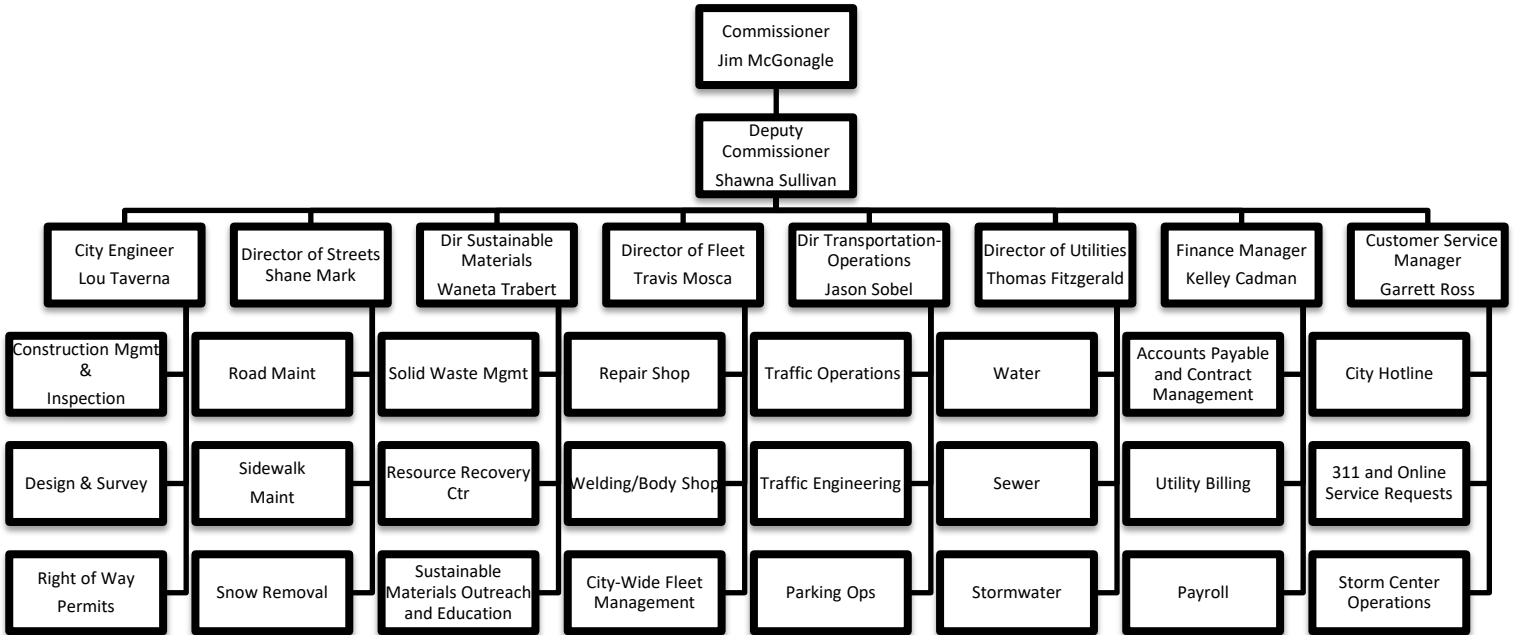 Commissioner
Jim McGonagle
Deputy
Commissioner
Shawna Sullivan
City Engineer
Lou Taverna
Director of Streets
Shane Mark
Dir Sustainable
Materials
Waneta Trabert
Director of Fleet
Travis Mosca
Dir Transportation-
Operations
Jason Sobel
Director of Utilities
Thomas Fitzgerald
Finance Manager
Kelley Cadman
Customer Service
Manager
Garrett Ross
Construction Mgmt
&
Inspection
Road Maint
Solid Waste Mgmt
Repair Shop
Traffic Operations
Water
Accounts Payable
and Contract
Management
City Hotline
Design & Survey
Sidewalk
Maint
Resource Recovery
Ctr
Welding/Body Shop
Traffic Engineering
Sewer
Utility Billing
311 and Online
Service Requests
Right of Way
Permits
Snow Removal
Sustainable
Materials Outreach
and Education
City-Wide Fleet
Management
Parking Ops
Stormwater
Payroll
Storm Center
Operations